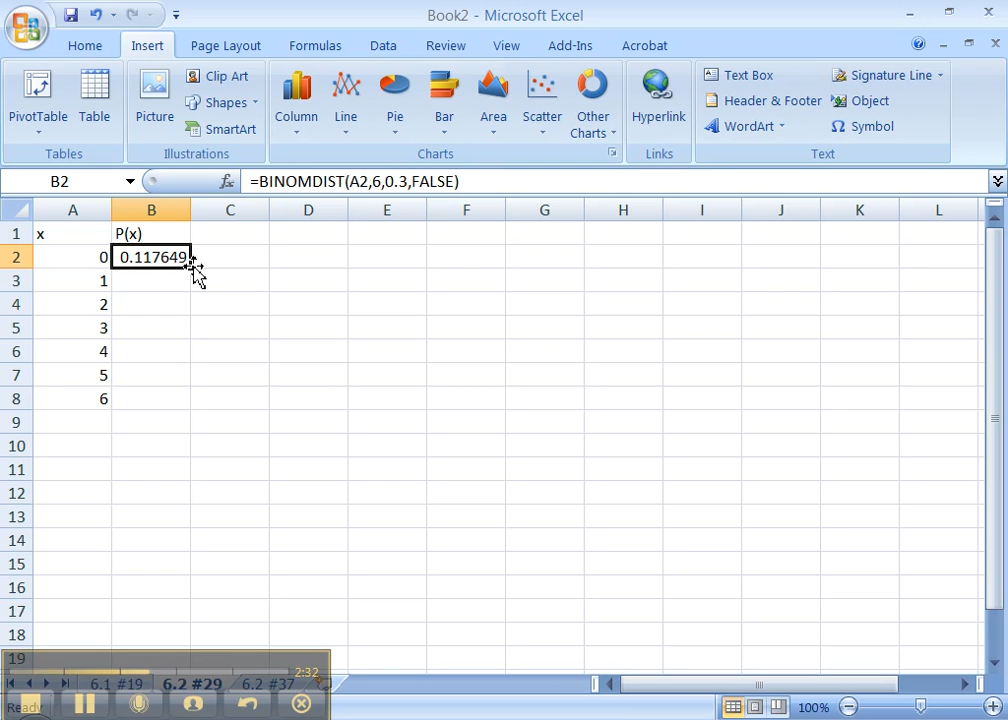 Book2 - Microsoft Excel
Home Insert Page Layout Formulas Data Review View Add-Ins Acrobat
PivotTable Table Picture Clip Art Shapes SmartArt Column Line Pie Bar Area Scatter Other Charts Hyperlink Text Box Header & Footer WordArt Signature Line Object Symbol
Tables Illustrations Charts Links Text
B2 fx =BINOMDIST(A2,6,0.3,FALSE)
A B C D E F G H I J K L
1 x P(x)
2 0 0.117649
3 1
4 2
5 3
6 4
7 5
8 6
9
10
11
12
13
14
15
16
17
18
19
2:32
6.1 #19 6.2 #29 6.2 #37
Ready 100%